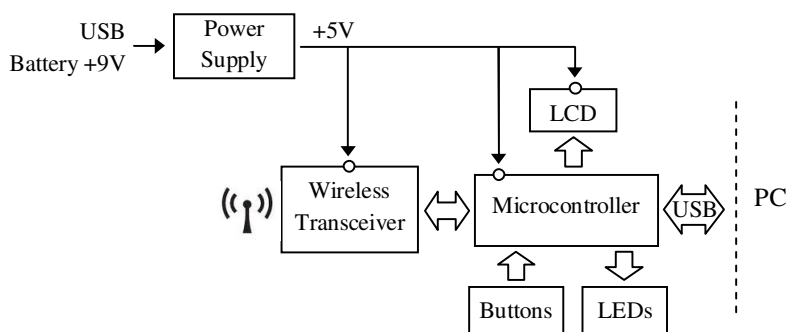 USB
Battery +9V
Power
Supply
+5V
LCD
Wireless
Transceiver
Microcontroller
USB
PC
Buttons
LEDs